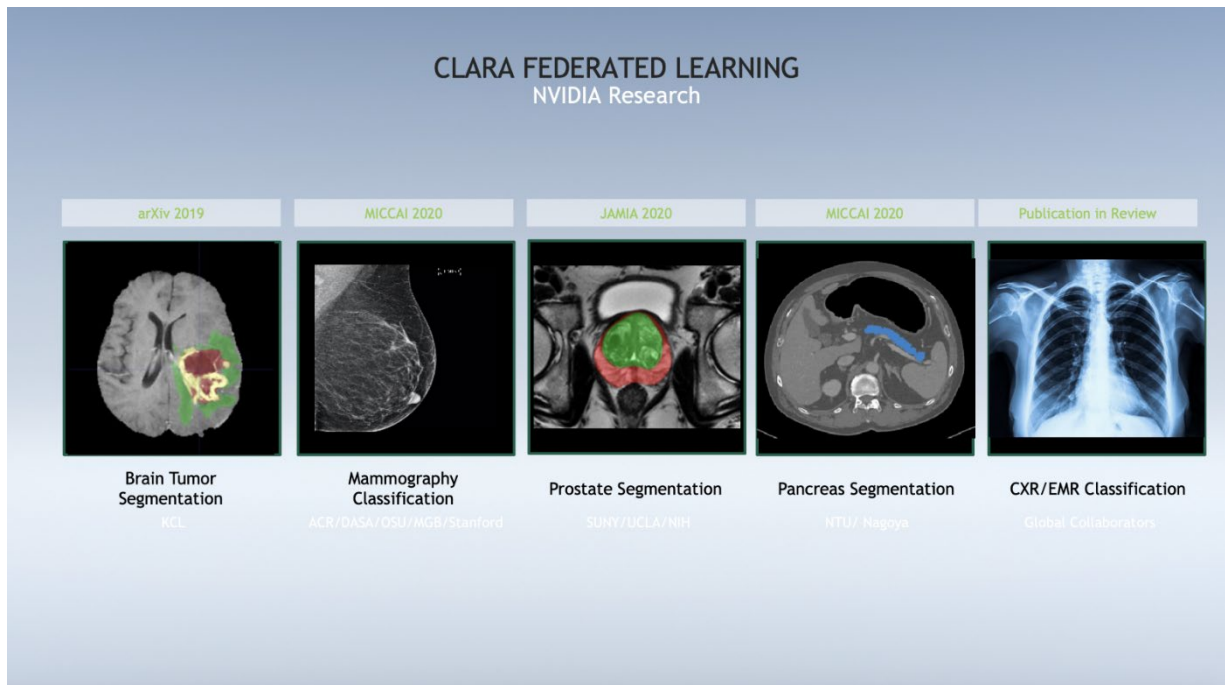 CLARA FEDERATED LEARNING
NVIDIA Research
arXiv 2019
MICCAI 2020
JAMIA 2020
MICCAI 2020
Publication in Review
Brain Tumor
Segmentation
KCL
Mammography
Classification
ACR/DASA/OSU/MGB/Stanford
Prostate Segmentation
SUNY/UCLA/NIH
Pancreas Segmentation
NTU/ Nagoya
CXR/EMR Classification
Global Collaborators